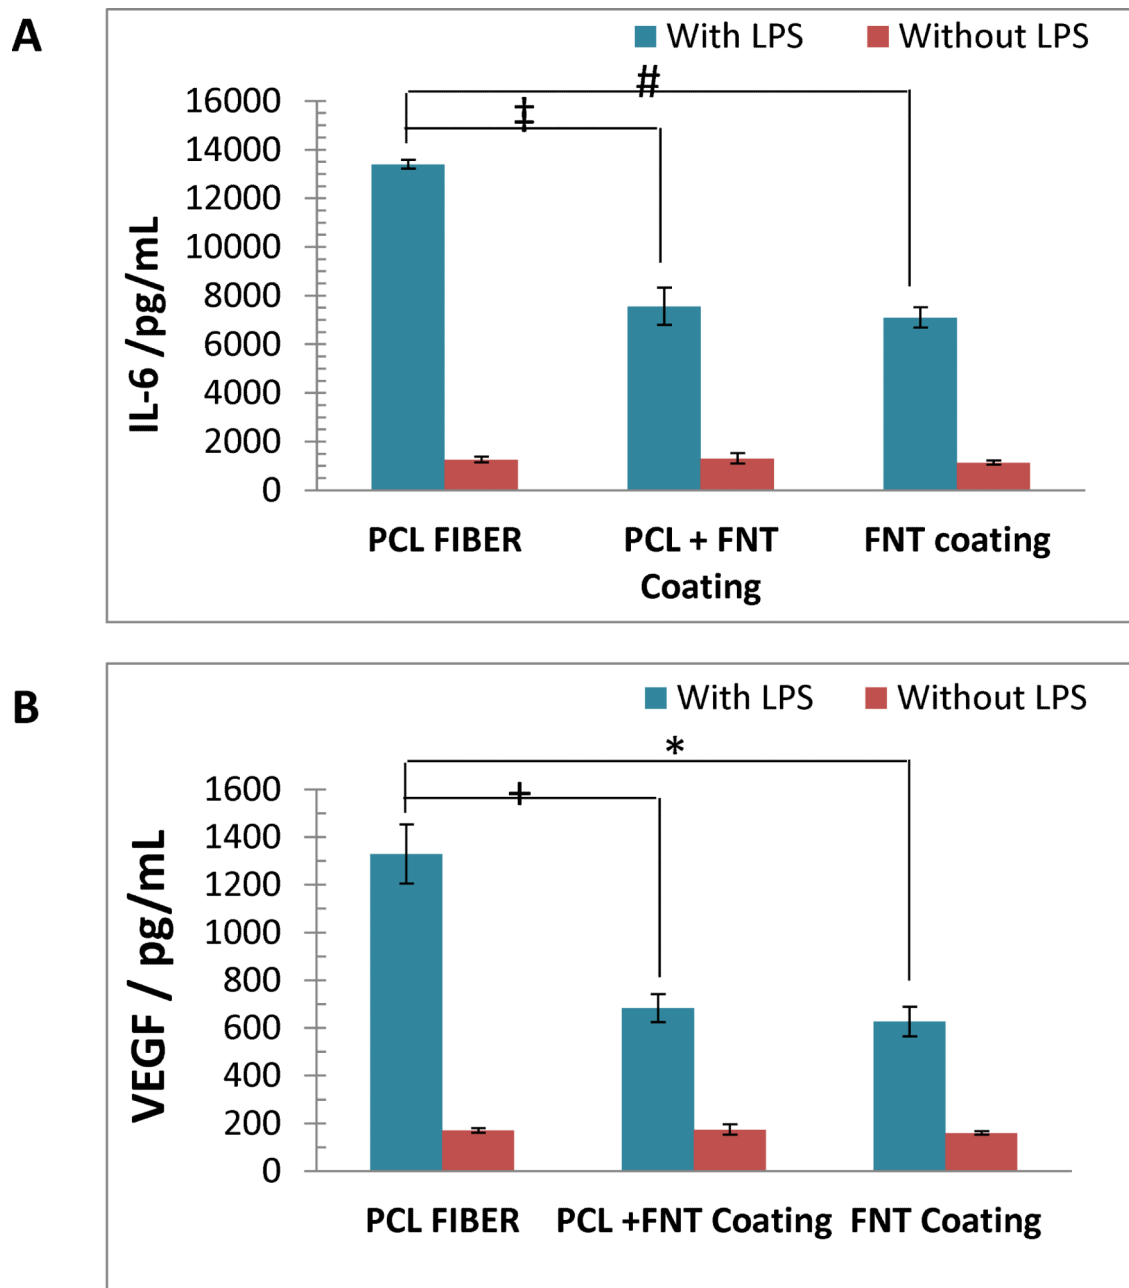 A
With LPS Without LPS
#
‡
16000
14000
12000
10000
8000
6000
4000
2000
0
IL-6 /pg/mL
PCL FIBER PCL + FNT Coating FNT coating
B
With LPS Without LPS
*
+
1600
1400
1200
1000
800
600
400
200
0
VEGF / pg/mL
PCL FIBER PCL +FNT Coating FNT Coating